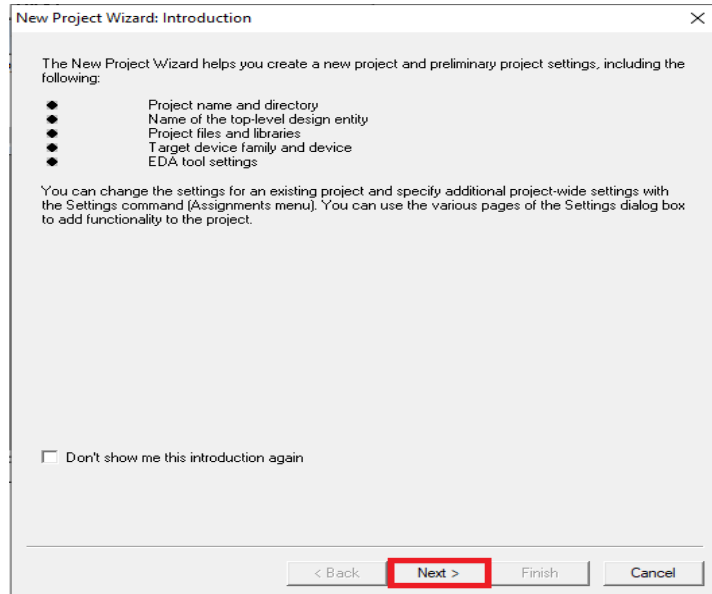 New Project Wizard: Introduction
The New Project Wizard helps you create a new project and preliminary project settings, including the
following:
Project name and directory
Name of the top-level design entity
Project files and libraries
Target device family and device
EDA tool settings
You can change the settings for an existing project and specify additional project-wide settings with
the Settings command (Assignments menu). You can use the various pages of the Settings dialog box
to add functionality to the project.
Don't show me this introduction again
< Back Next > Finish Cancel